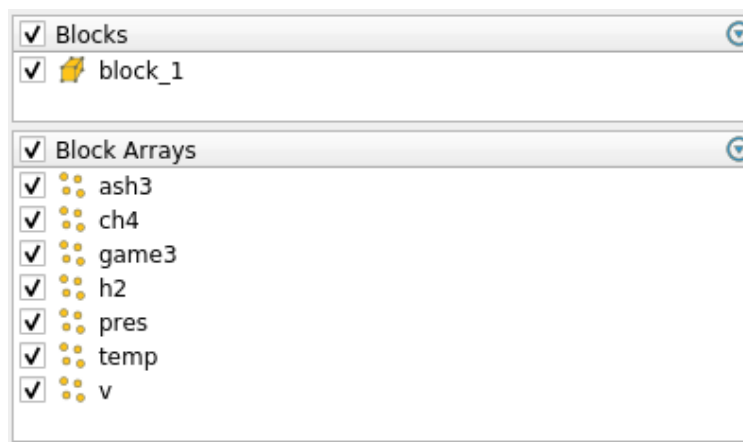 Blocks
block_1
Block Arrays
ash3
ch4
game3
h2
pres
temp
v